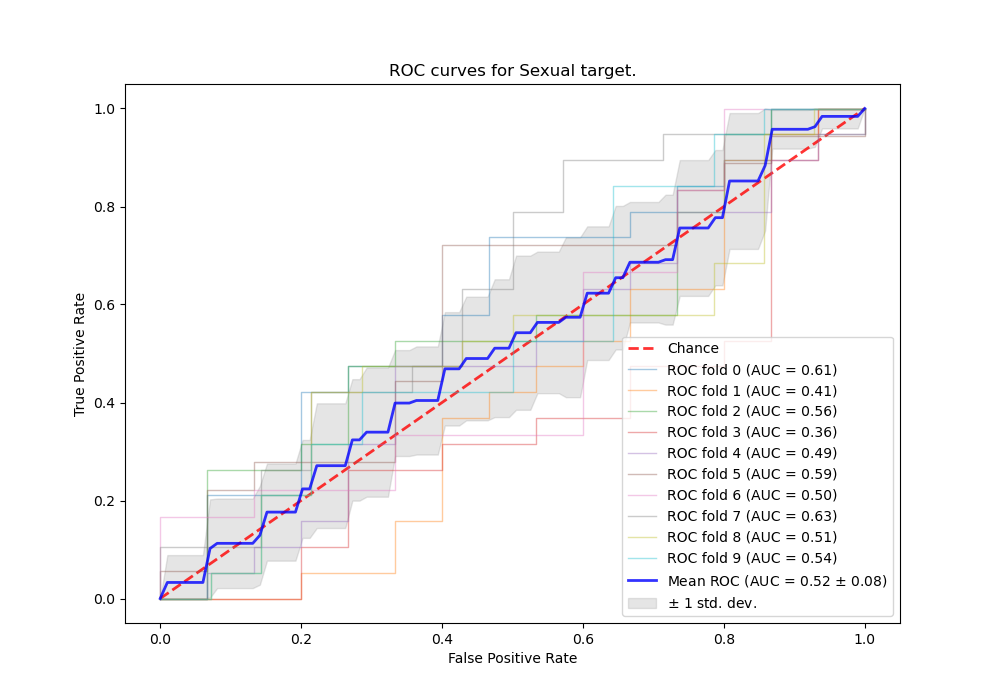 ROC curves for Sexual target.
True Positive Rate
1.0
0.8
0.6
0.4
0.2
0.0
Chance
ROC fold 0 (AUC = 0.61)
ROC fold 1 (AUC = 0.41)
ROC fold 2 (AUC = 0.56)
ROC fold 3 (AUC = 0.36)
ROC fold 4 (AUC = 0.49)
ROC fold 5 (AUC = 0.59)
ROC fold 6 (AUC = 0.50)
ROC fold 7 (AUC = 0.63)
ROC fold 8 (AUC = 0.51)
ROC fold 9 (AUC = 0.54)
Mean ROC (AUC = 0.52 ± 0.08)
± 1 std. dev.
0.0 0.2 0.4 0.6 0.8 1.0
False Positive Rate